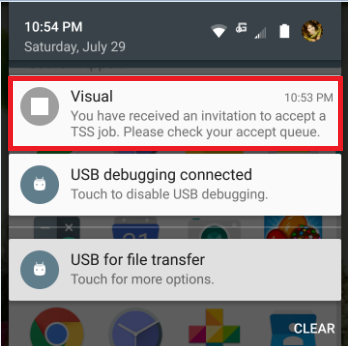 10:54 PM
Saturday, July 29
Visual 10:53 PM
You have received an invitation to accept a
TSS job. Please check your accept queue.
USB debugging connected
Touch to disable USB debugging.
USB for file transfer
Touch for more options.
CLEAR